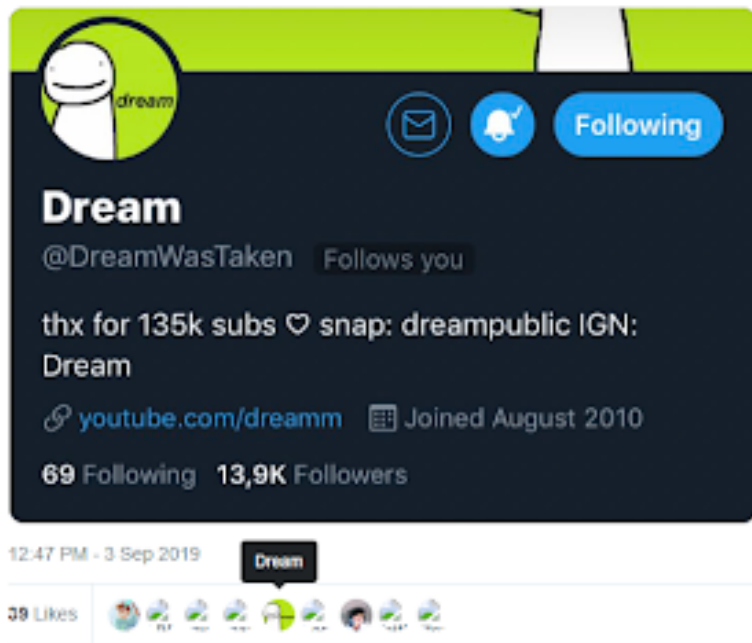 dream
Following
Dream
@DreamWasTaken Follows you
thx for 135k subs ♡ snap: dreampublic IGN:
Dream
youtube.com/dreamm Joined August 2010
69 Following 13,9K Followers
12:47 PM - 3 Sep 2019
Dream
39 Likes